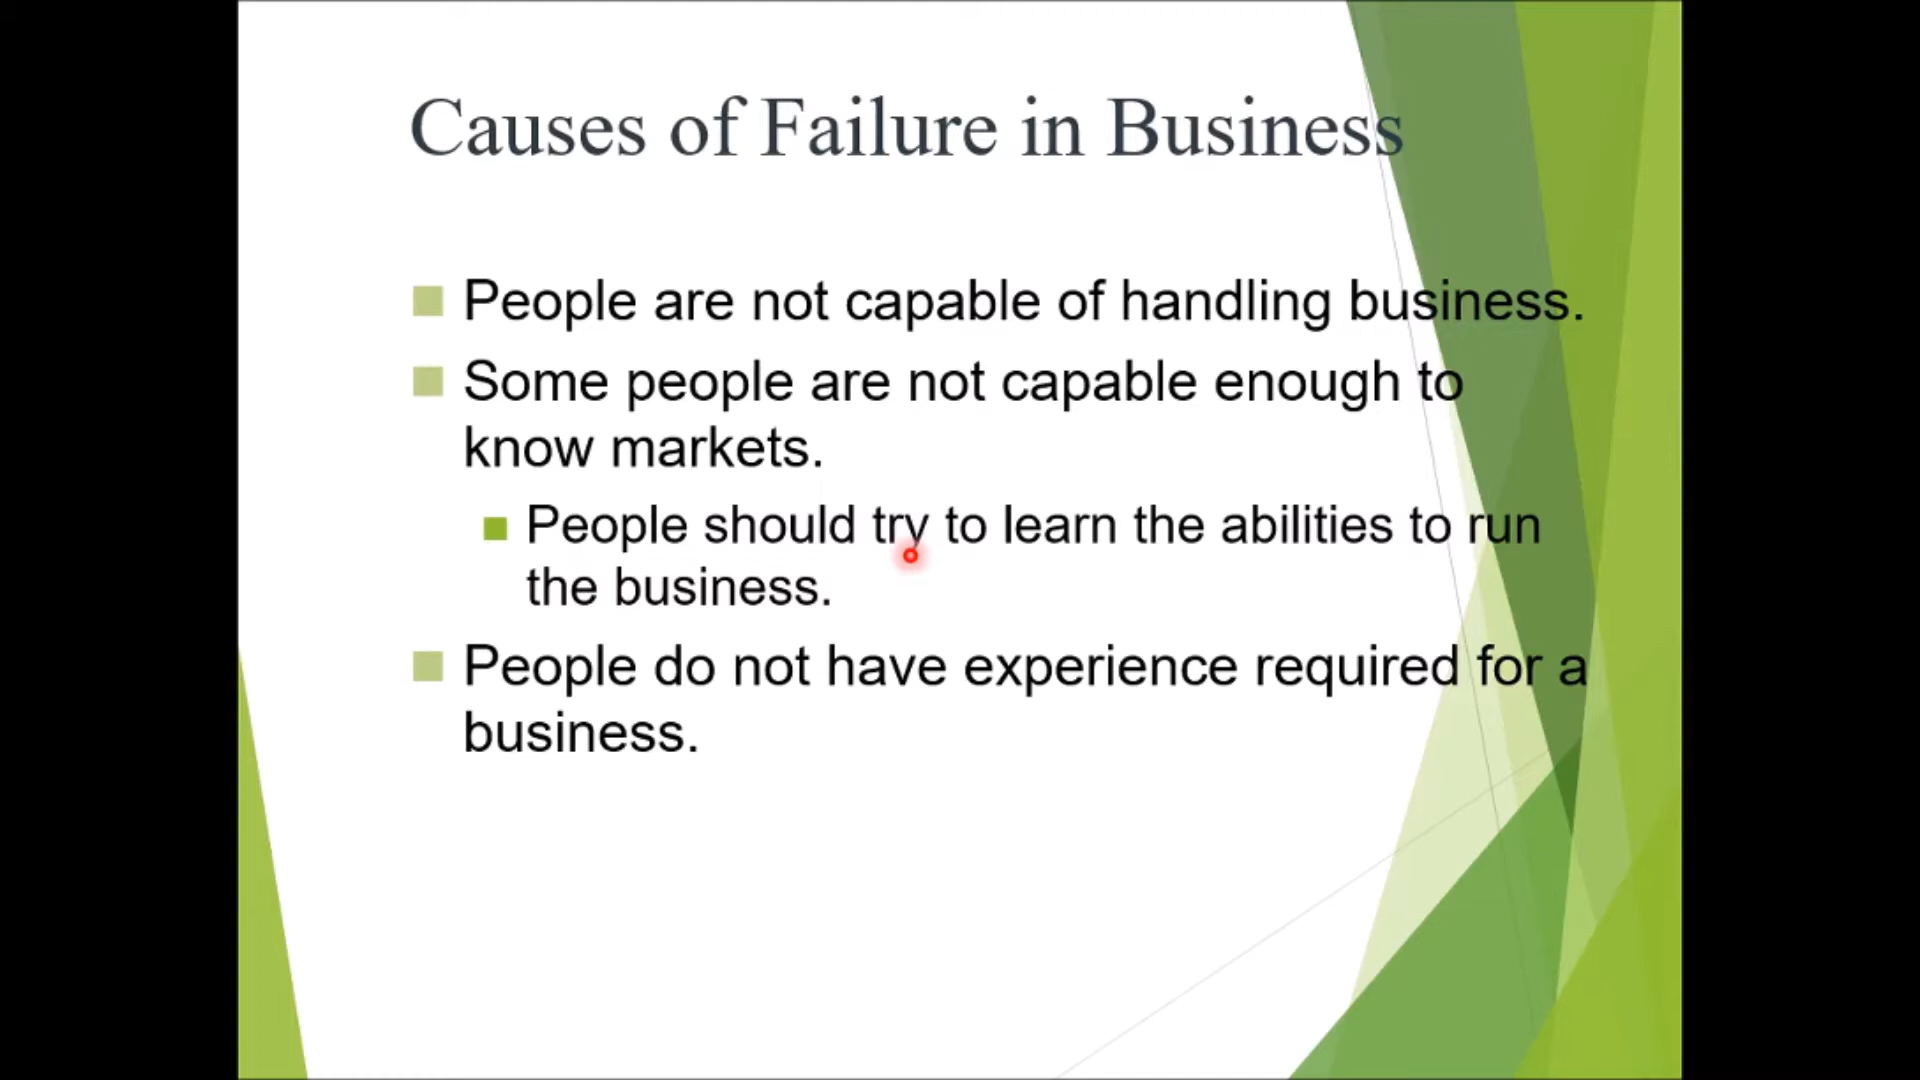 Causes of Failure in Business
People are not capable of handling business.
Some people are not capable enough to
know markets.
People should try to learn the abilities to run
the business.
People do not have experience required for a
business.